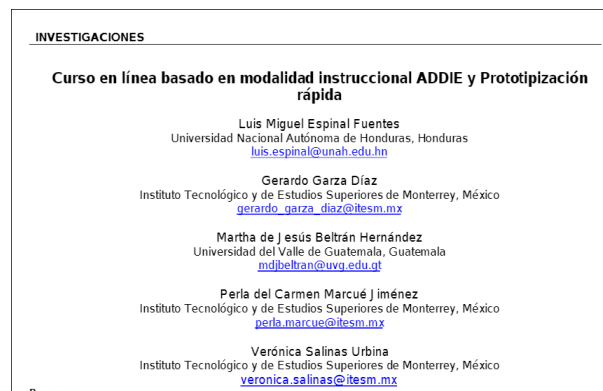 INVESTIGACIONES
Curso en línea basado en modalidad instruccional ADDIE y Prototipización
rápida
Luis Miguel Espinal Fuentes
Universidad Nacional Autónoma de Honduras, Honduras
luis.espinal@unah.edu.hn
Gerardo Garza Díaz
Instituto Tecnológico y de Estudios Superiores de Monterrey, México
gerardo_garza_diaz@itesm.mx
Martha de Jesús Beltrán Hernández
Universidad del Valle de Guatemala, Guatemala
mdjbeltran@uvg.edu.gt
Perla del Carmen Marcué Jiménez
Instituto Tecnológico y de Estudios Superiores de Monterrey, México
perla.marcue@itesm.mx
Verónica Salinas Urbina
Instituto Tecnológico y de Estudios Superiores de Monterrey, México
veronica.salinas@itesm.mx